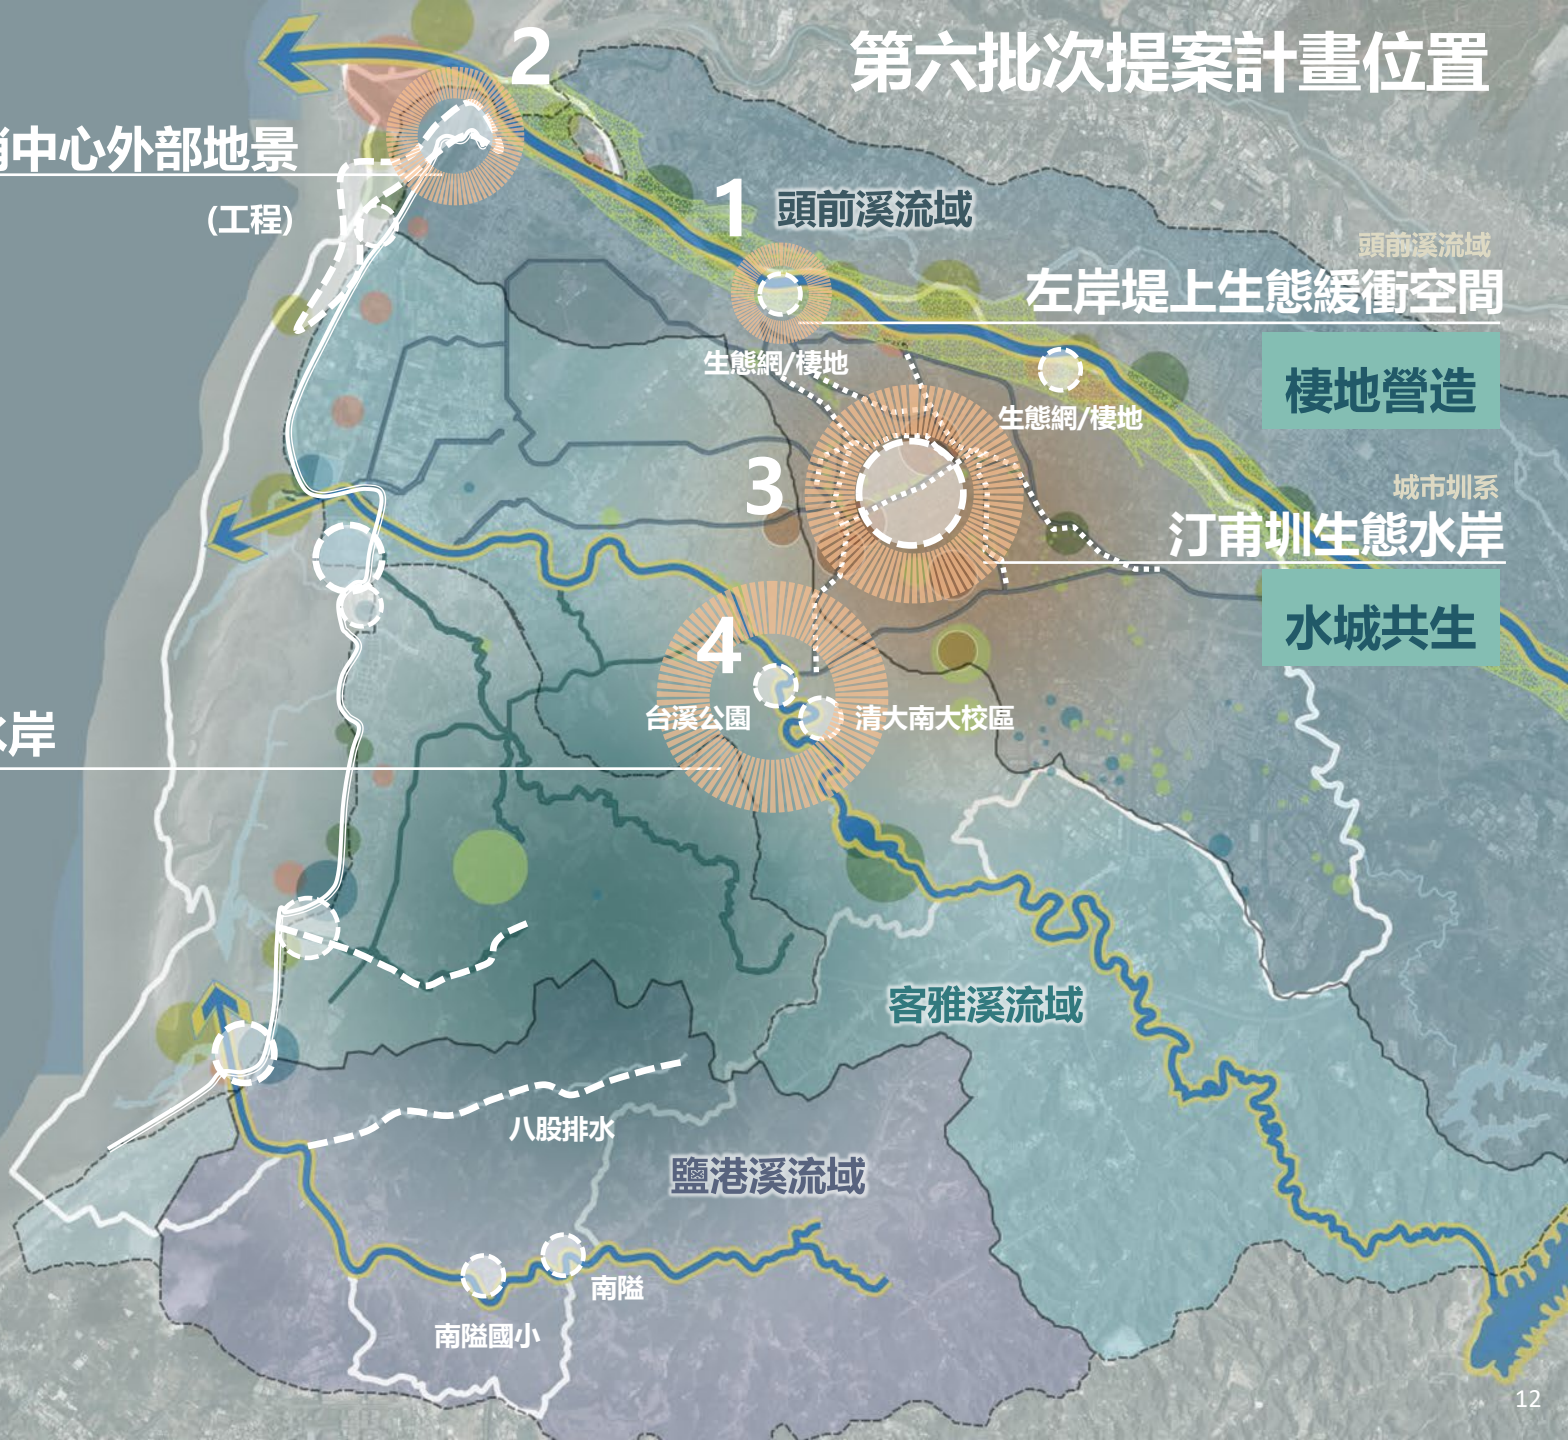 第六批次提案計畫位置
2
中心外部地景
(工程)
1
頭前溪流域
頭前溪流域
左岸堤上生態緩衝空間
生態網/棲地
棲地營造
生態網/棲地
3
城市圳系
汀甫圳生態水岸
水城共生
4
台溪公園
清大南大校區
水岸
客雅溪流域
八股排水
鹽港溪流域
南隘
南隘國小
12